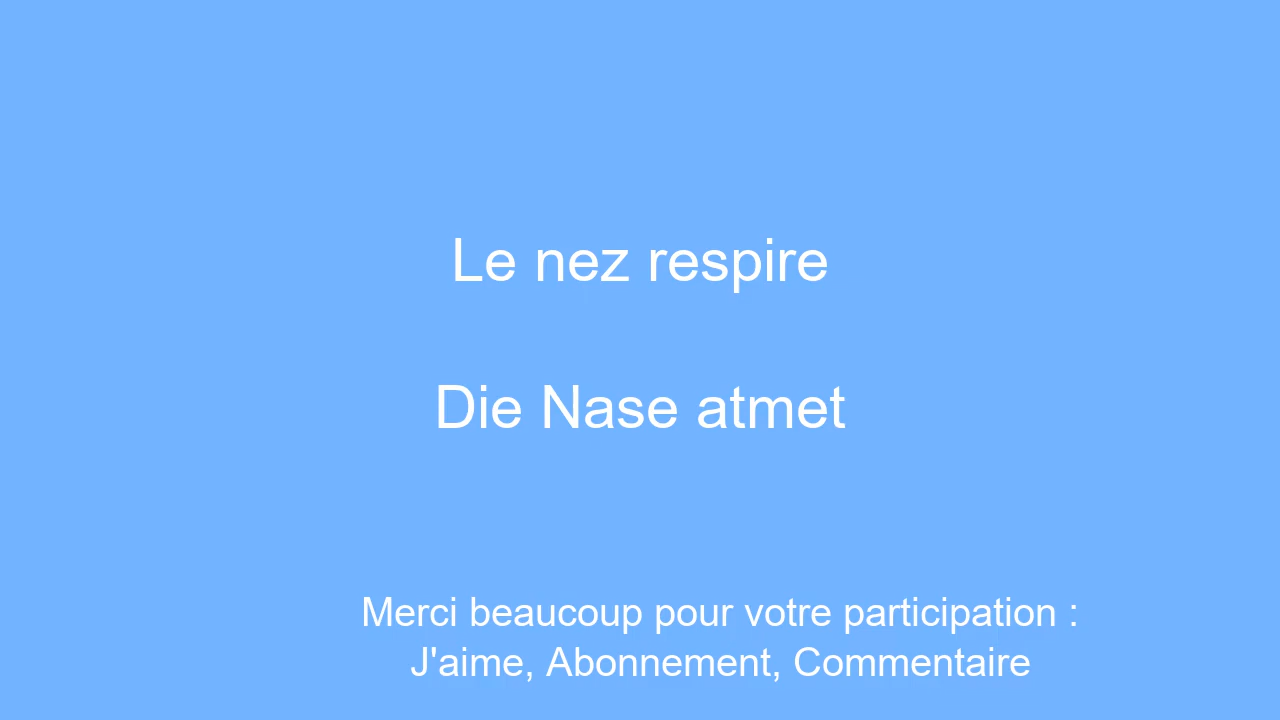 Le nez respire
Die Nase atmet
Merci beaucoup pour votre participation :
J'aime, Abonnement, Commentaire